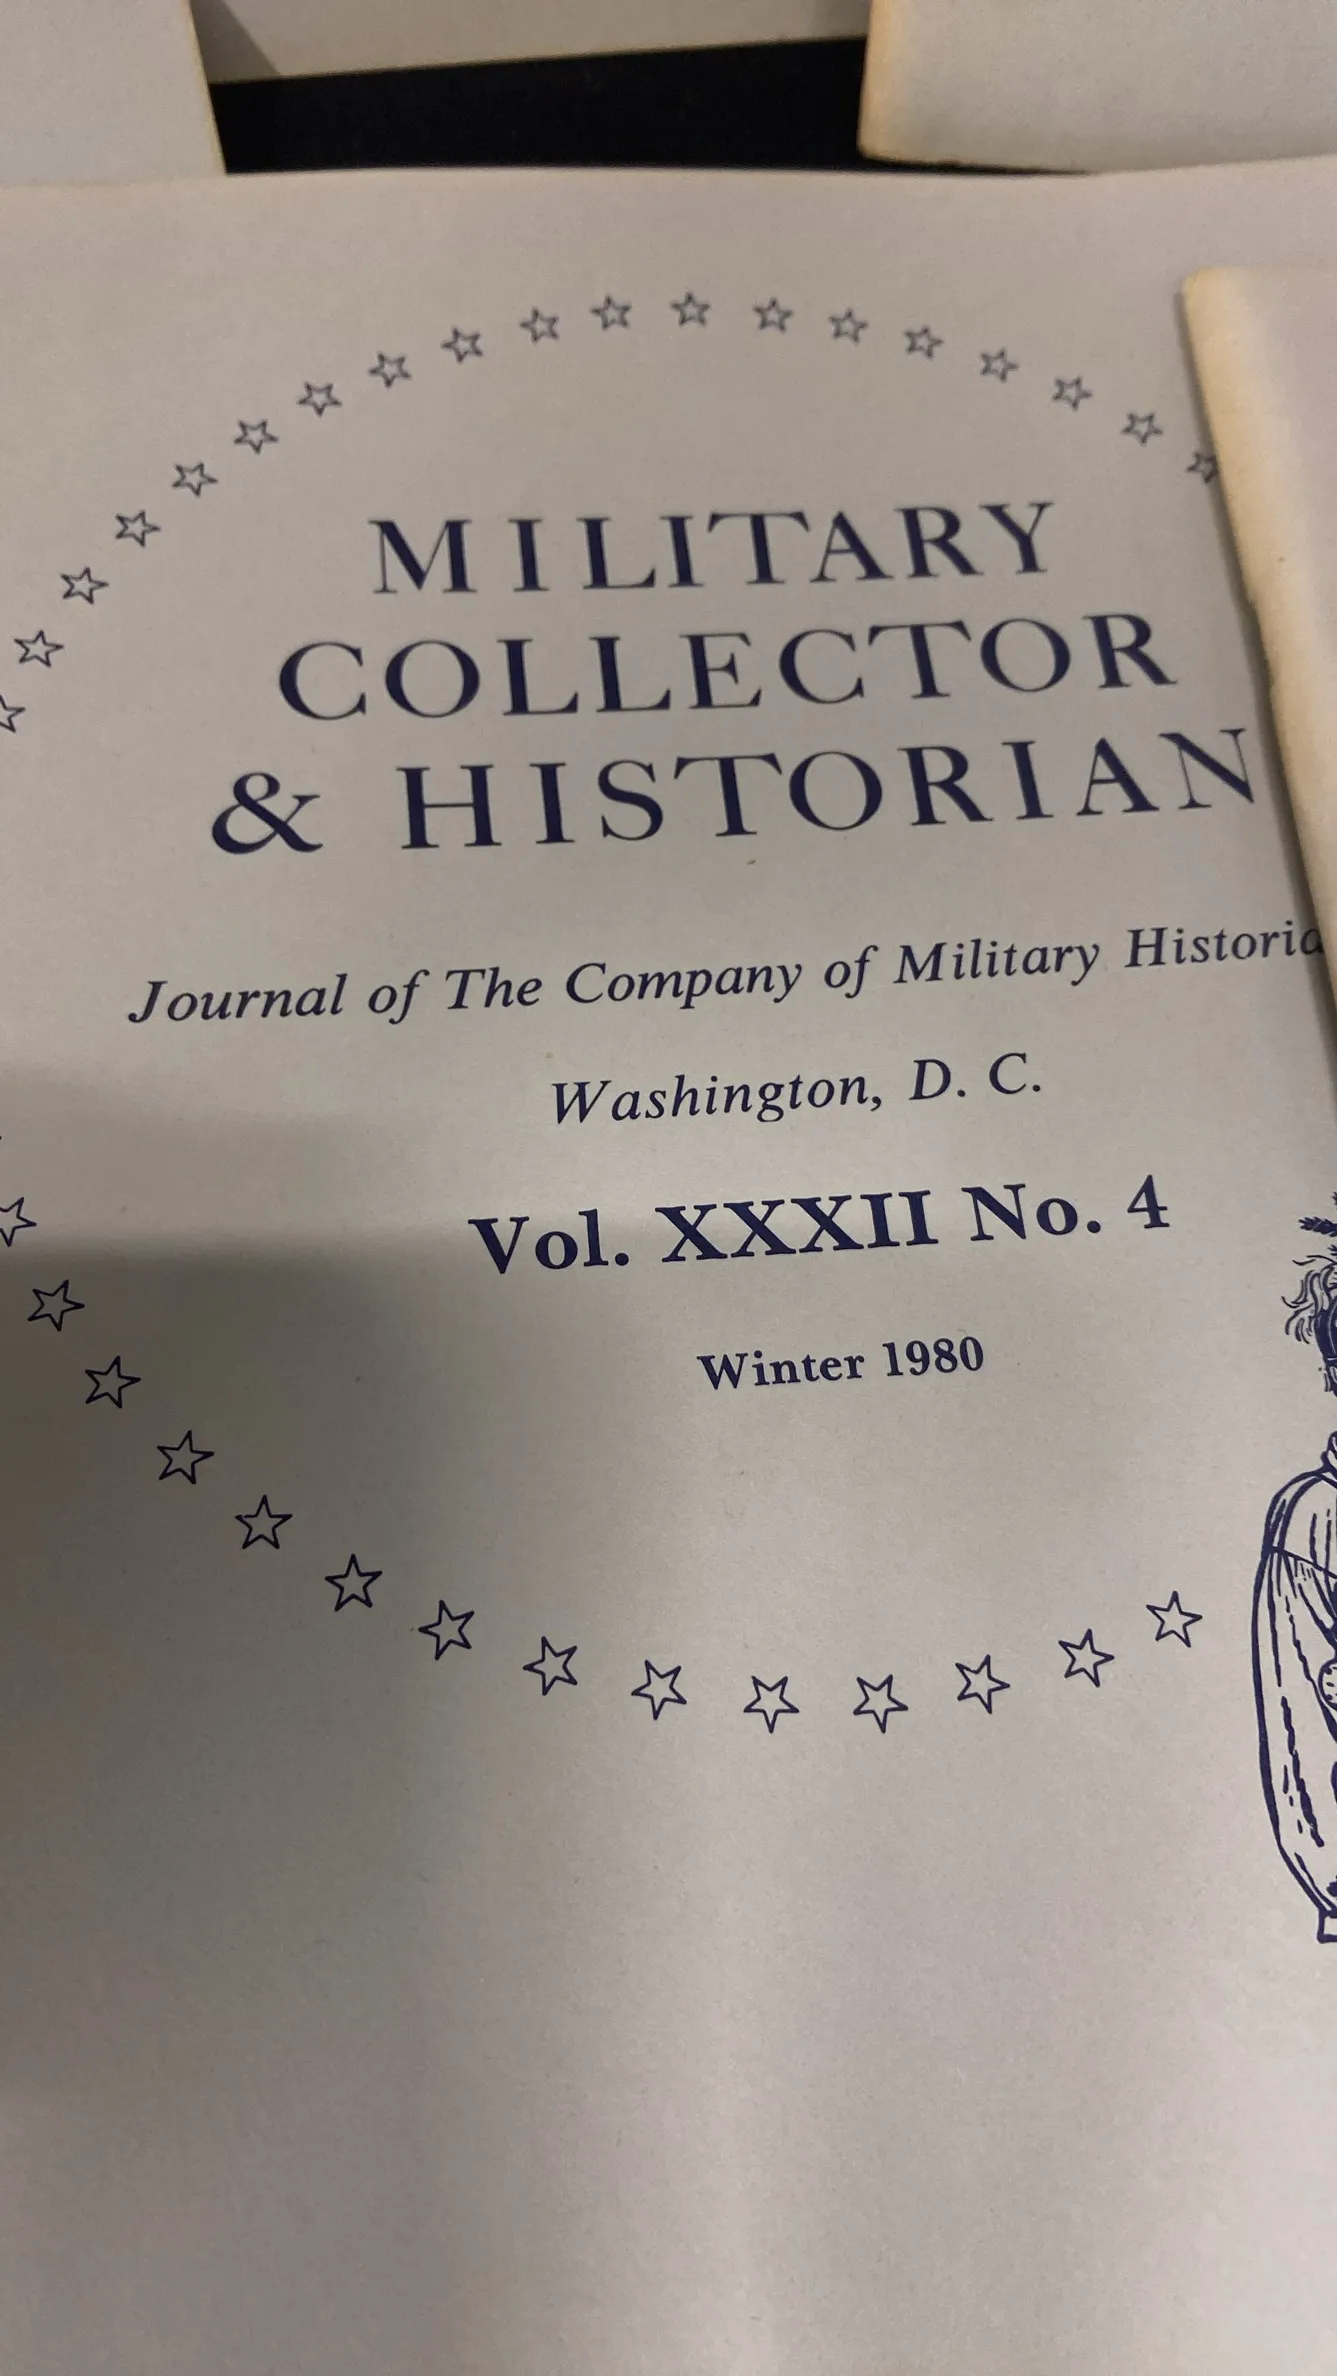 MILITARY
COLLECTOR
& HISTORIAN
Journal of The Company of Military
Washington, D. C.
Vol. XXXII No. 4
Winter 1980